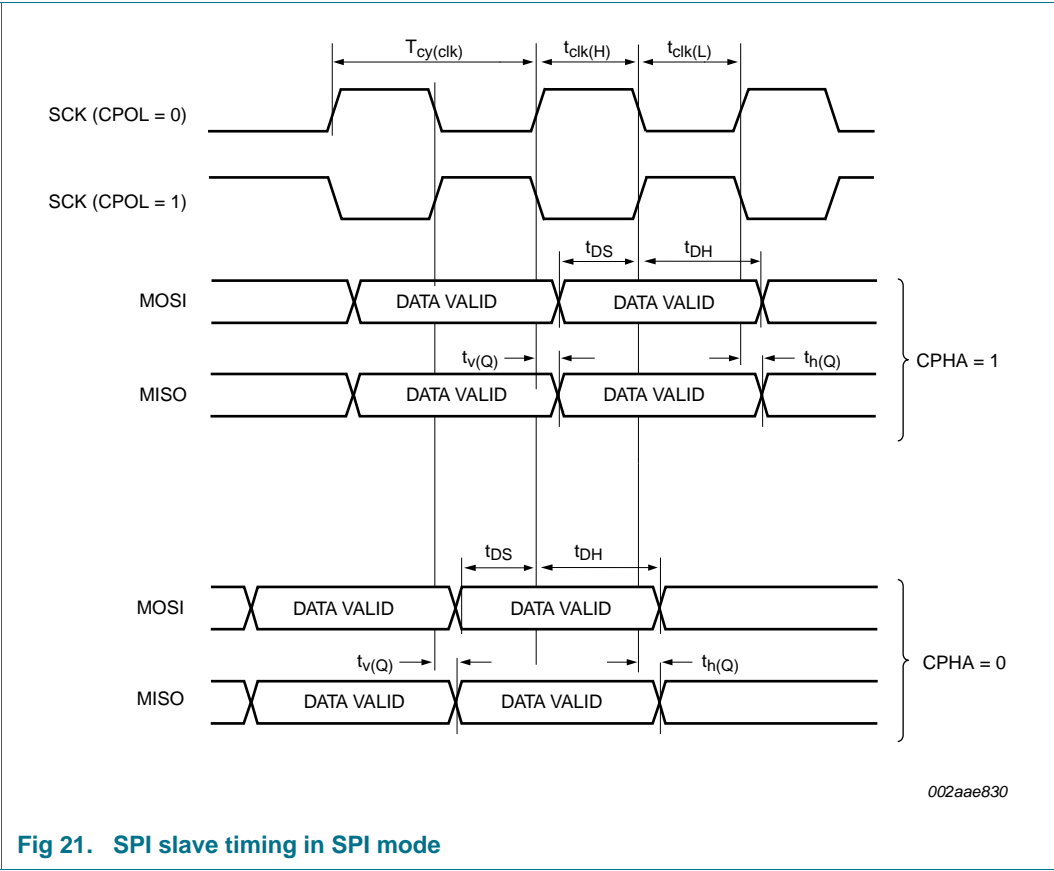 Tcy(clk) tclk(H) tclk(L)
SCK (CPOL = 0)
SCK (CPOL = 1)
tDS tDH
MOSI DATA VALID DATA VALID
tv(Q) th(Q) CPHA = 1
MISO DATA VALID DATA VALID
tDS tDH
MOSI DATA VALID DATA VALID
tv(Q) th(Q) CPHA = 0
MISO DATA VALID DATA VALID
002aae830
Fig 21. SPI slave timing in SPI mode